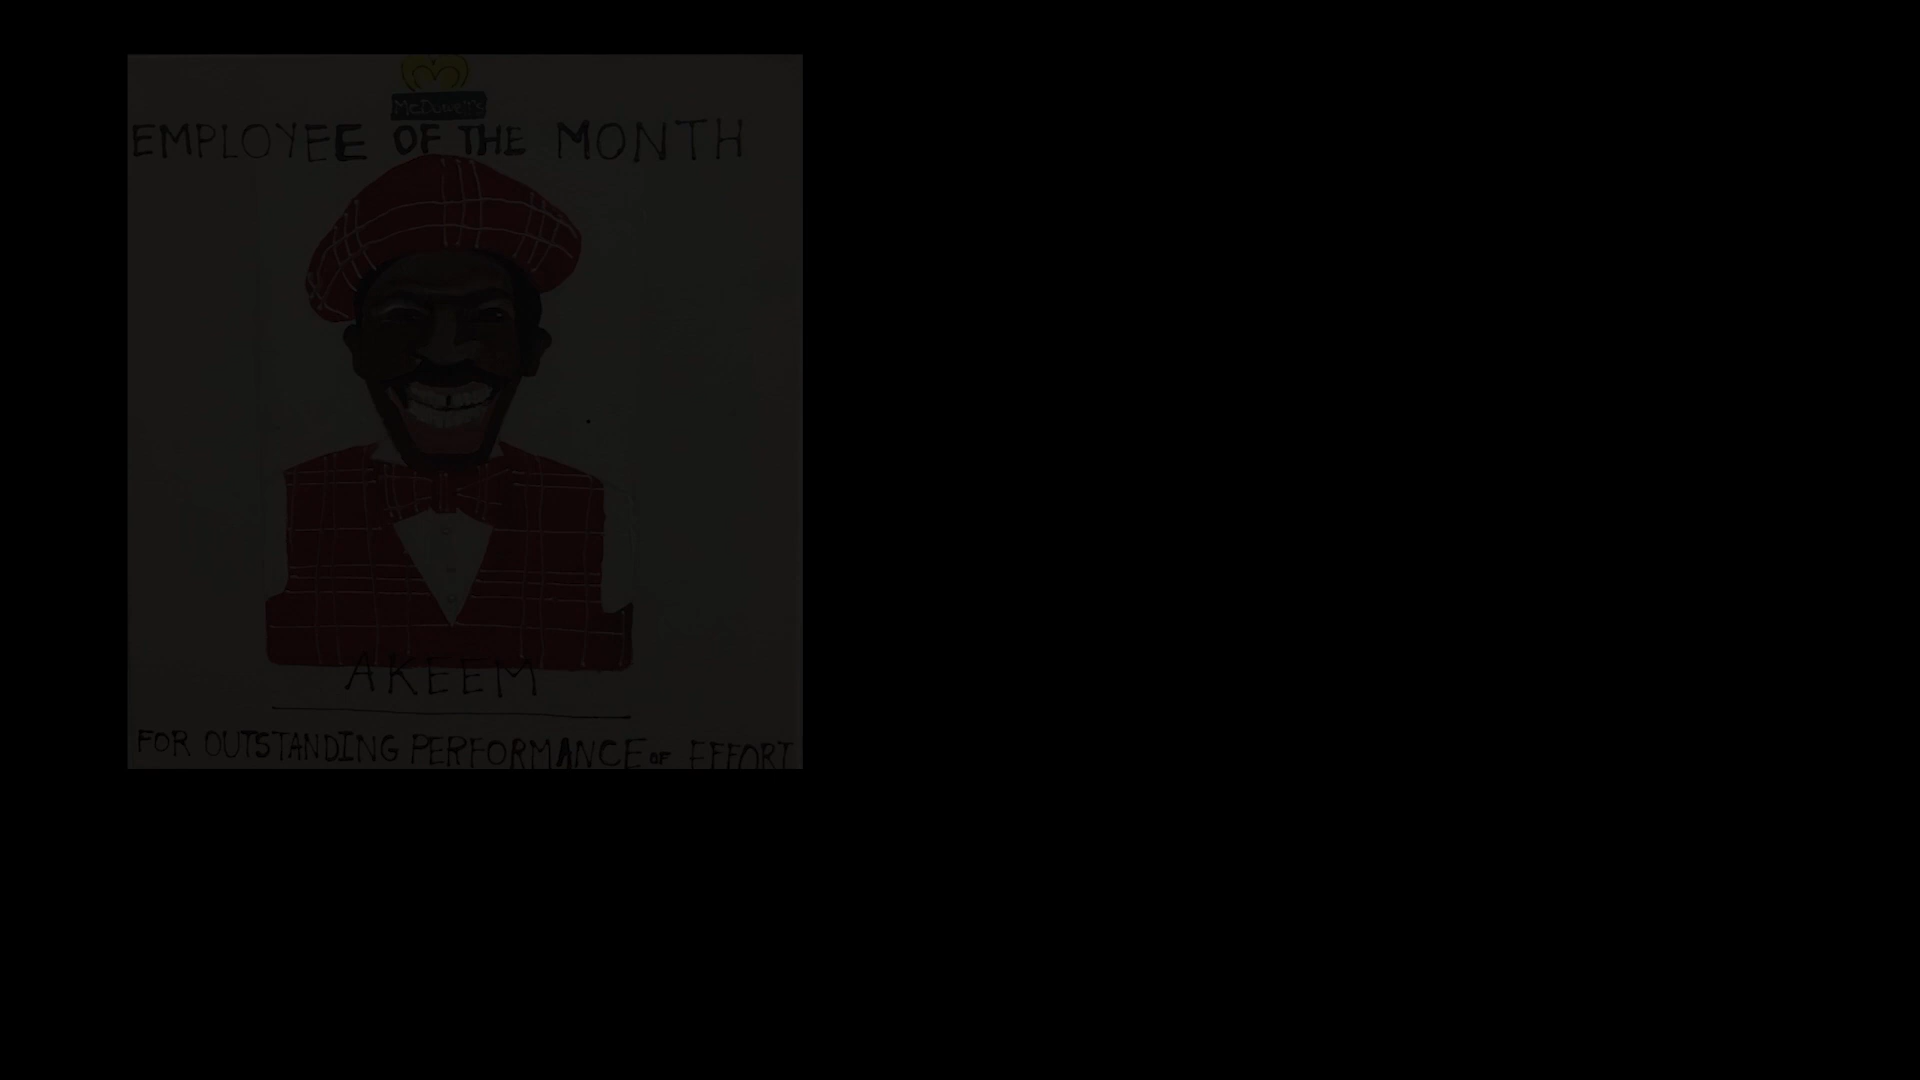 McDowell's
EMPLOYEE OF THE MONTH
AKEEM
FOR OUTSTANDING PERFORMANCE OF EFFORT